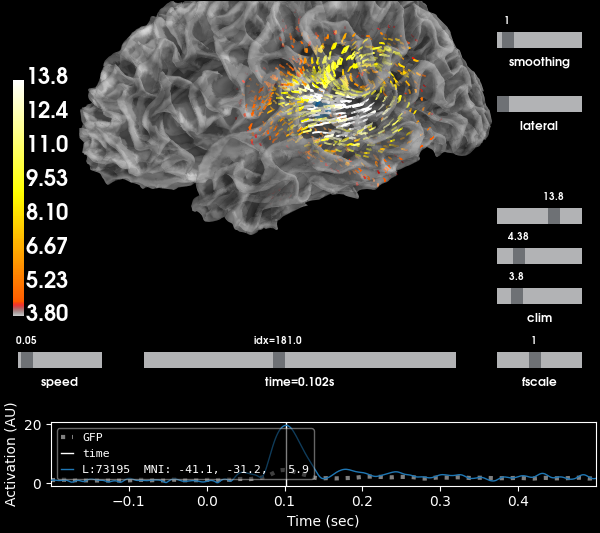 1
smoothing
lateral
13.8
12.4
11.0
9.53
8.10
6.67
5.23
3.80
13.8
4.38
3.8
clim
0.05
speed
idx=181.0
time=0.102s
1
fscale
Activation (AU)
20
0
GFP
time
L:73195 MNI: -41.1, -31.2, 5.9
−0.1
0.0
0.1
0.2
0.3
0.4
Time (sec)